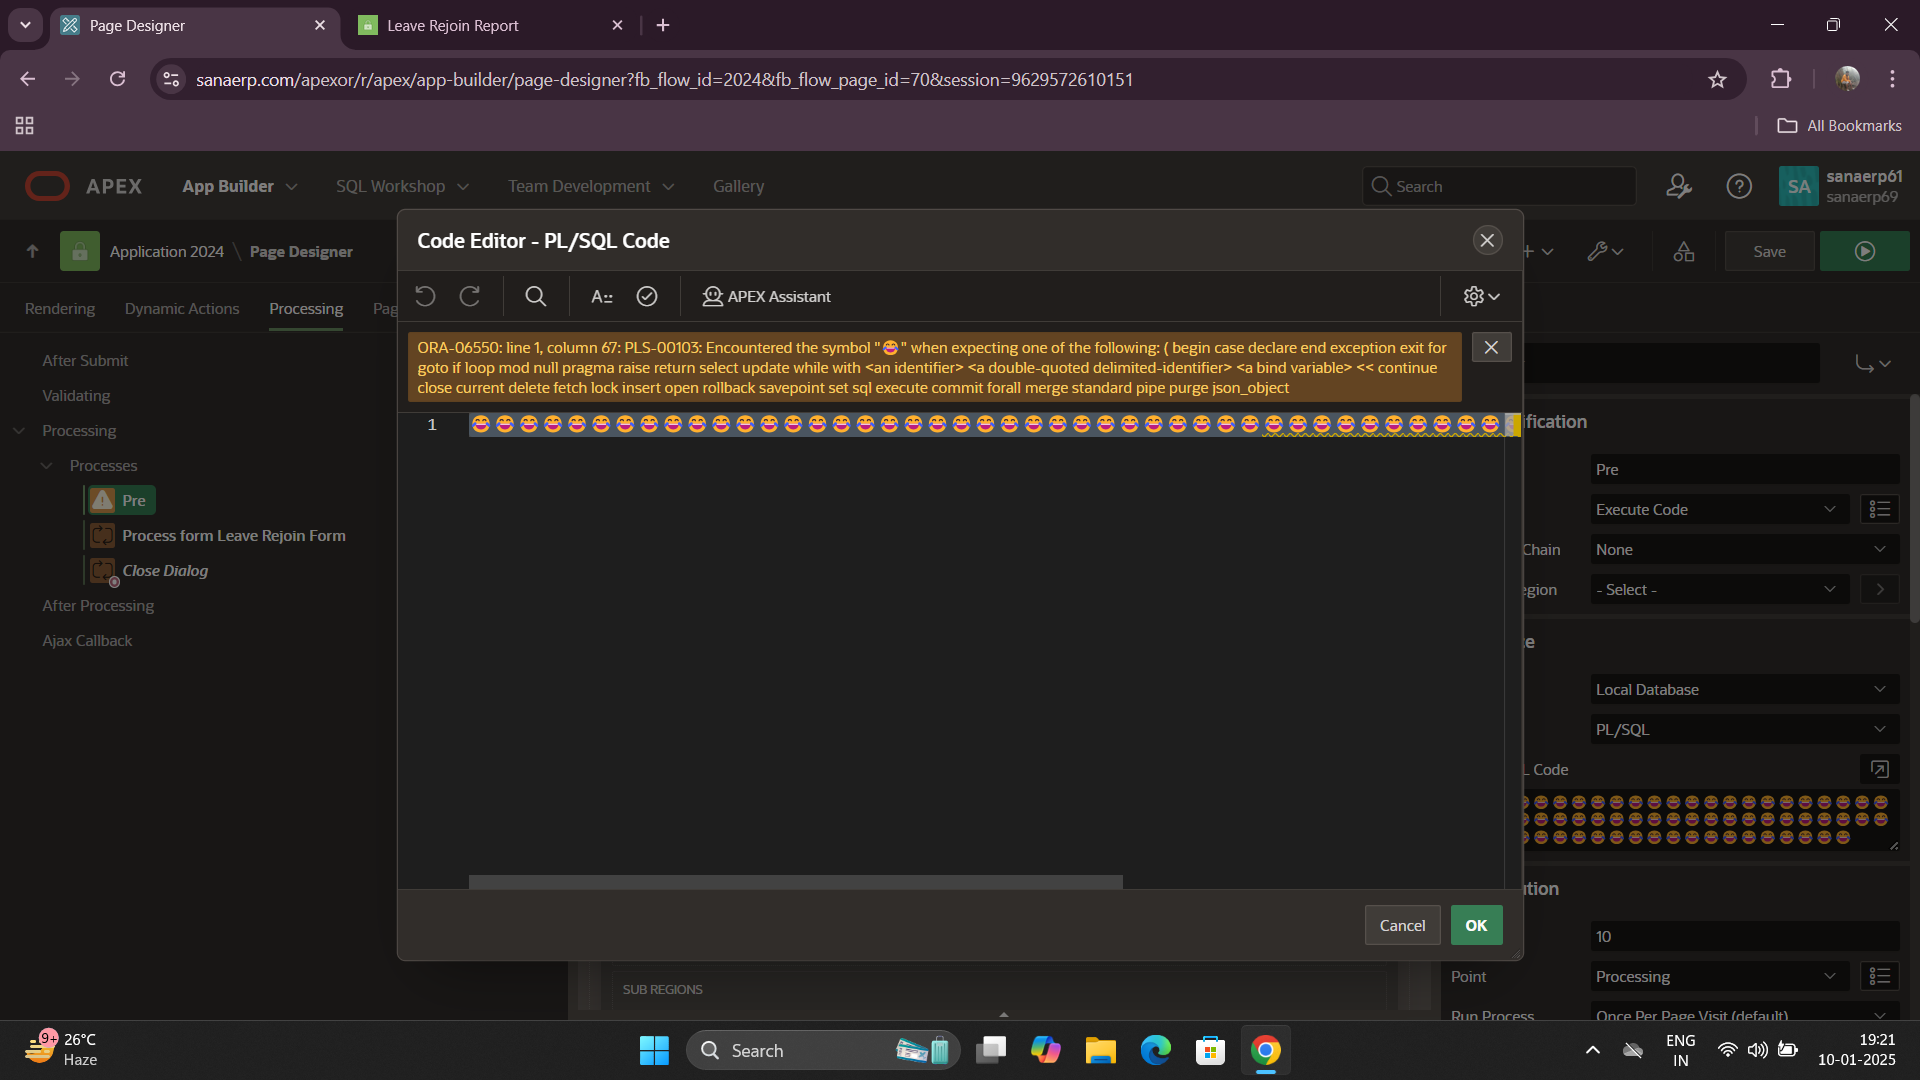 Page Designer
Leave Rejoin Report
sanaerp.com/apexor/r/apex/app-builder/page-designer?fb_flow_id=2024&fb_flow_page_id=70&session=9629572610151
All Bookmarks
APEX
App Builder
SQL Workshop
Team Development
Gallery
Search
SA
sanaerp61
sanaerp69
Application 2024 \ Page Designer
Save
Rendering
Dynamic Actions
Processing
Pag
After Submit
Validating
Processing
Processes
Pre
Process form Leave Rejoin Form
Close Dialog
After Processing
Ajax Callback
Code Editor - PL/SQL Code
A::
APEX Assistant
ORA-06550: line 1, column 67: PLS-00103: Encountered the symbol "😂" when expecting one of the following: ( begin case declare end exception exit for
goto if loop mod null pragma raise return select update while with <an identifier> <a double-quoted delimited-identifier> <a bind variable> << continue
close current delete fetch lock insert open rollback savepoint set sql execute commit forall merge standard pipe purge json_object
1
😂😂😂😂😂😂😂😂😂😂😂😂😂😂😂😂😂😂😂😂😂😂😂😂😂😂😂😂😂😂😂😂😂😂😂😂😂😂😂😂😂😂😂
Cancel
OK
ification
Pre
Execute Code
Chain
None
egion
- Select -
e
Local Database
PL/SQL
L Code
😂😂😂😂😂😂😂😂😂😂😂😂😂😂😂😂😂😂😂😂
😂😂😂😂😂😂😂😂😂😂😂😂😂😂😂😂😂😂😂😂
😂😂😂😂😂😂😂😂😂😂😂😂😂😂😂😂😂😂
tion
10
Point
Processing
Run Process
Once Per Page Visit (default)
SUB REGIONS
9+
26°C
Haze
Search
ENG
IN
19:21
10-01-2025